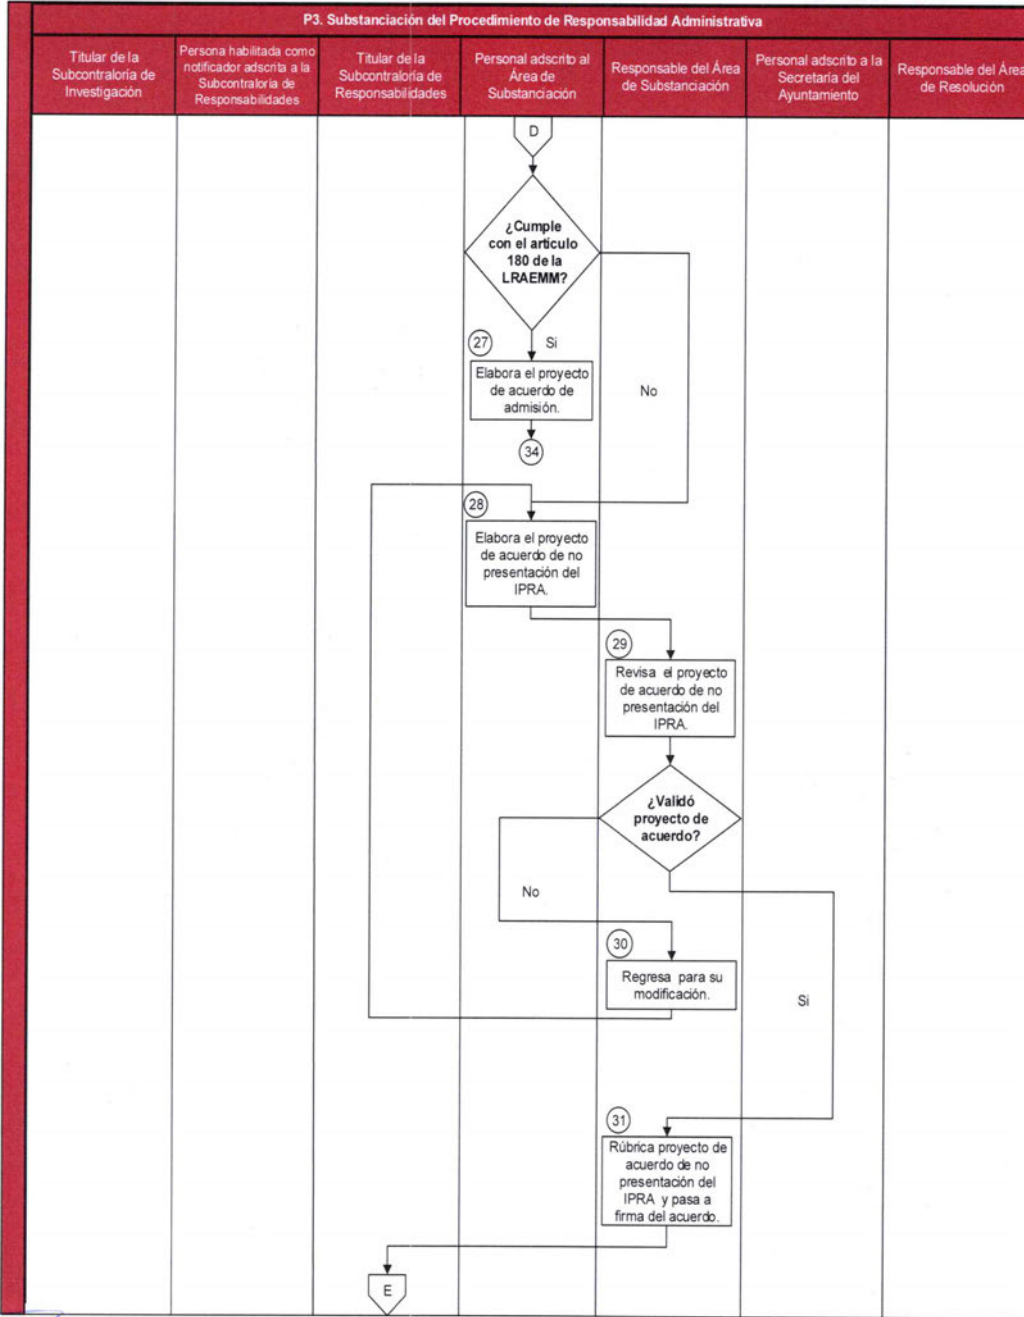 P3. Substanciación del Procedimiento de Responsabilidad Administrativa
Titular de la
Subcontraloría de
Investigación
Persona habilitada como
notificador adscrita a la
Subcontraloría de
Responsabilidades
Titular de la
Subcontraloría de
Responsabilidades
Personal adscrito al
Área de
Substanciación
Responsable del Área
de Substanciación
Personal adscrito a la
Secretaría del
Ayuntamiento
Responsable del Área
de Resolución
D
¿Cumple
con el artículo
180 de la
LRAEMM?
27
Si
Elabora el proyecto
de acuerdo de
admisión.
No
34
28
Elabora el proyecto
de acuerdo de no
presentación del
IPRA.
29
Revisa el proyecto
de acuerdo de no
presentación del
IPRA.
¿Validó
proyecto de
acuerdo?
No
30
Regresa para su
modificación.
Si
31
Rúbrica proyecto de
acuerdo de no
presentación del
IPRA y pasa a
firma del acuerdo.
E